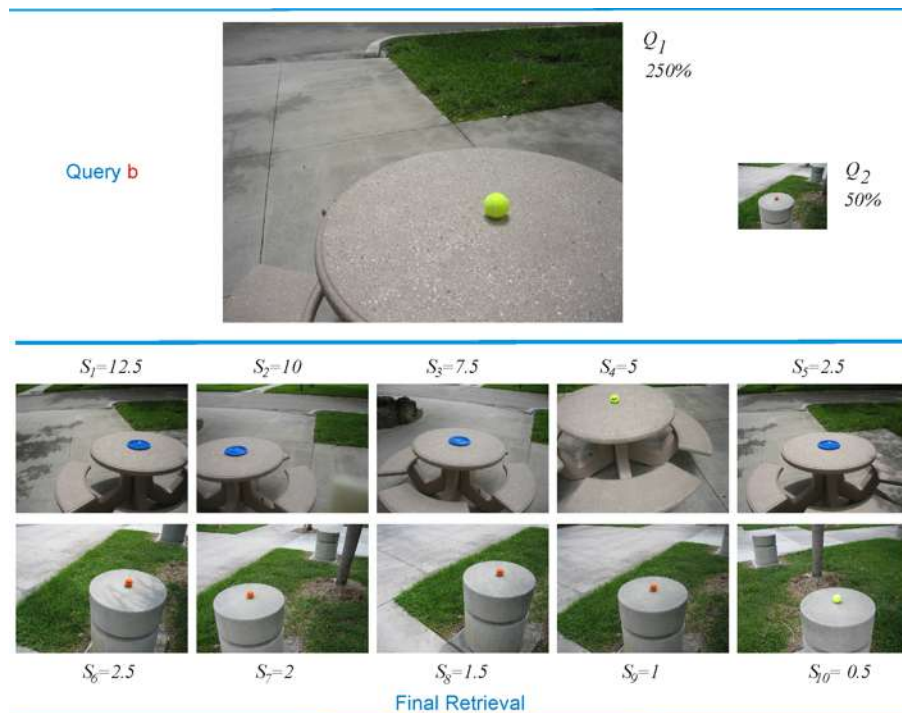 Q1
250%
Query b
Q2
50%
S1=12.5 S2=10 S3=7.5 S4=5 S5=2.5
S6=2.5 S7=2 S8=1.5 S9=1 S10= 0.5
Final Retrieval